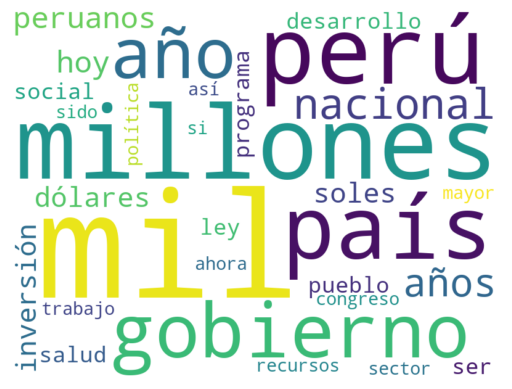 peruanos
desarrollo
año
perú
hoy
programa
social
así
nacional
sido
política
si
millones
dólares
soles
mayor
mil
país
ley
inversión
ahora
pueblo
años
congreso
trabajo
gobierno
salud
recursos
sector
ser